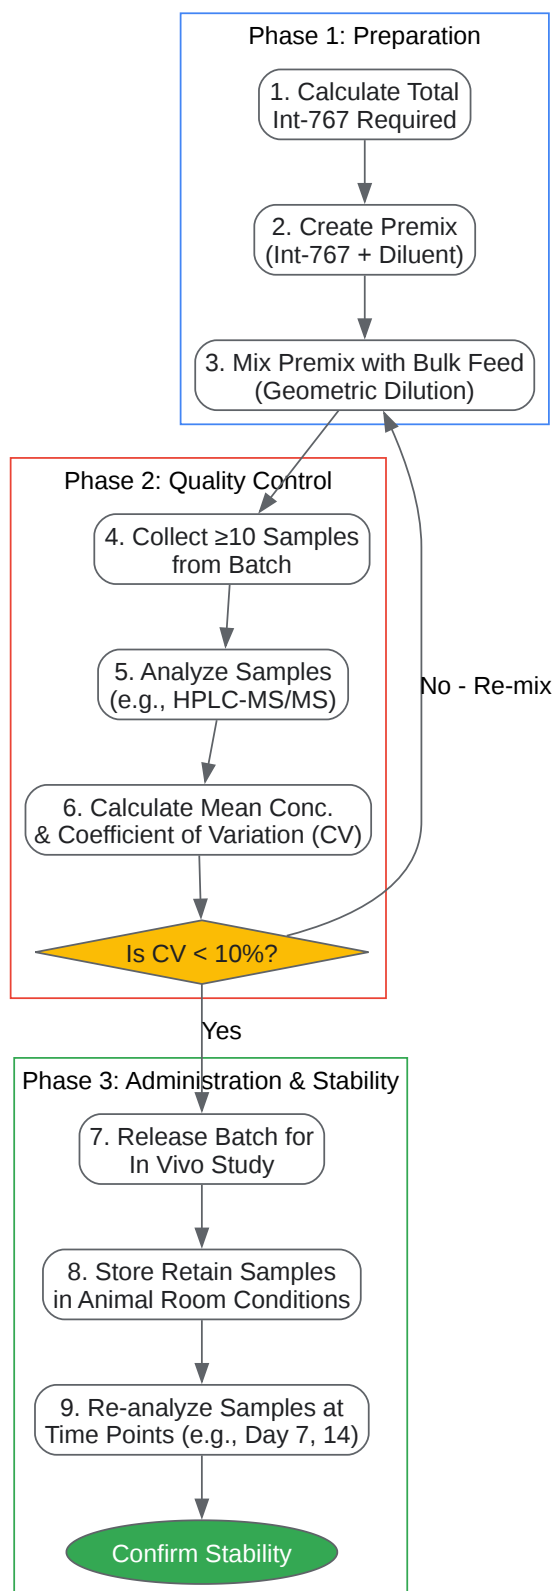 Phase 1: Preparation
1. Calculate Total
Int-767 Required
2. Create Premix
(Int-767 + Diluent)
3. Mix Premix with Bulk Feed
(Geometric Dilution)
Phase 2: Quality Control
4. Collect ≥10 Samples
from Batch
5. Analyze Samples
(e.g., HPLC-MS/MS)
No - Re-mix
6. Calculate Mean Conc.
& Coefficient of Variation (CV)
Is CV < 10%?
Yes
Phase 3: Administration & Stability
7. Release Batch for
In Vivo Study
8. Store Retain Samples
in Animal Room Conditions
9. Re-analyze Samples at
Time Points (e.g., Day 7, 14)
Confirm Stability